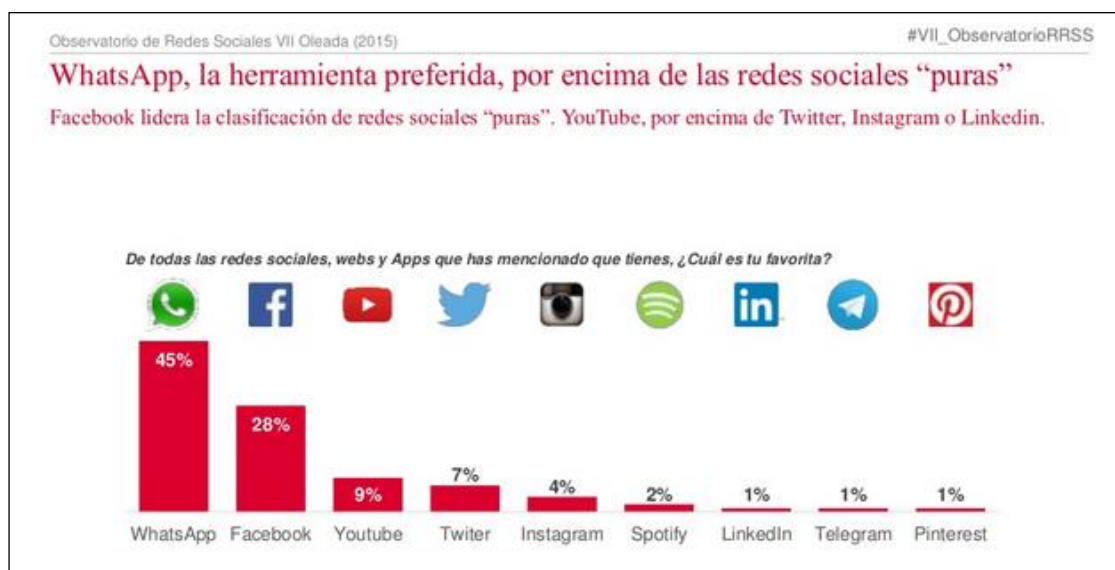 Observatorio de Redes Sociales VII Oleada (2015)
#VII_ObservatorioRRSS
WhatsApp, la herramienta preferida, por encima de las redes sociales “puras”
Facebook lidera la clasificación de redes sociales “puras”. YouTube, por encima de Twitter, Instagram o Linkedin.
De todas las redes sociales, webs y Apps que has mencionado que tienes, ¿Cuál es tu favorita?
45% 28% 9% 7% 4% 2% 1% 1% 1%
WhatsApp Facebook Youtube Twiter Instagram Spotify LinkedIn Telegram Pinterest